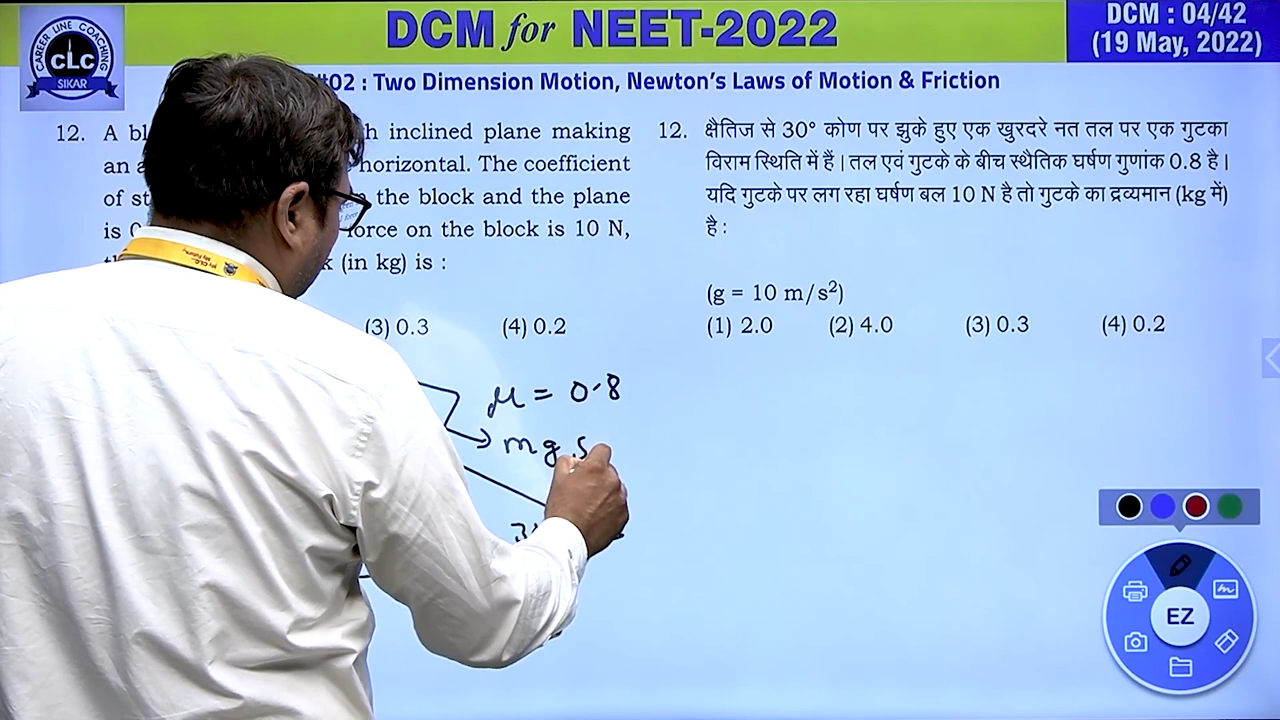 DCM for NEET-2022
DCM : 04/42
(19 May, 2022)
CAREER LINE COACHING
CLC
SIKAR
02 : Two Dimension Motion, Newton's Laws of Motion & Friction
12. A inclined plane making
an horizontal. The coefficient
of the block and the plane
is force on the block is 10 N,
(in kg) is :
(3) 0.3 (4) 0.2
μ = 0.8
mg s
12. क्षैतिज से 30° कोण पर झुके हुए एक खुरदरे नत तल पर एक गुटका
विराम स्थिति में हैं। तल एवं गुटके के बीच स्थैतिक घर्षण गुणांक 0.8 है।
यदि गुटके पर लग रहा घर्षण बल 10 N है तो गुटके का द्रव्यमान (kg में)
है :
(g = 10 m/s²)
(1) 2.0 (2) 4.0 (3) 0.3 (4) 0.2
EZ